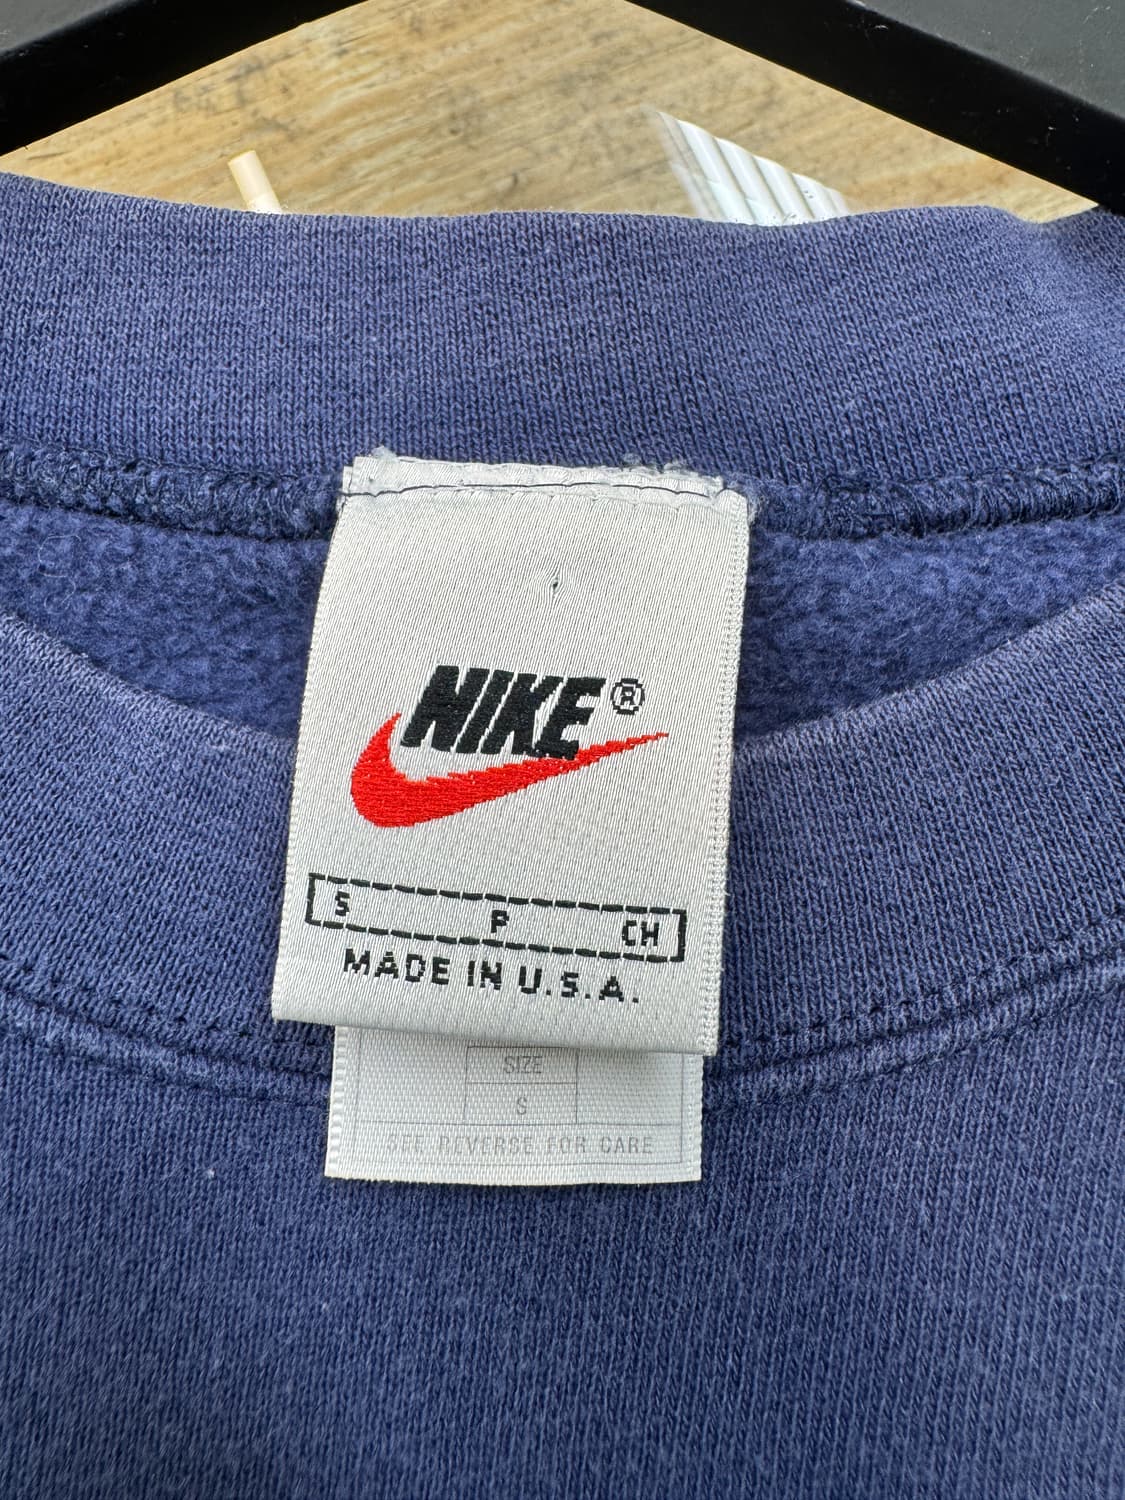 NIKE®
S P CH
MADE IN U.S.A.
SIZE
S
SEE REVERSE FOR CARE